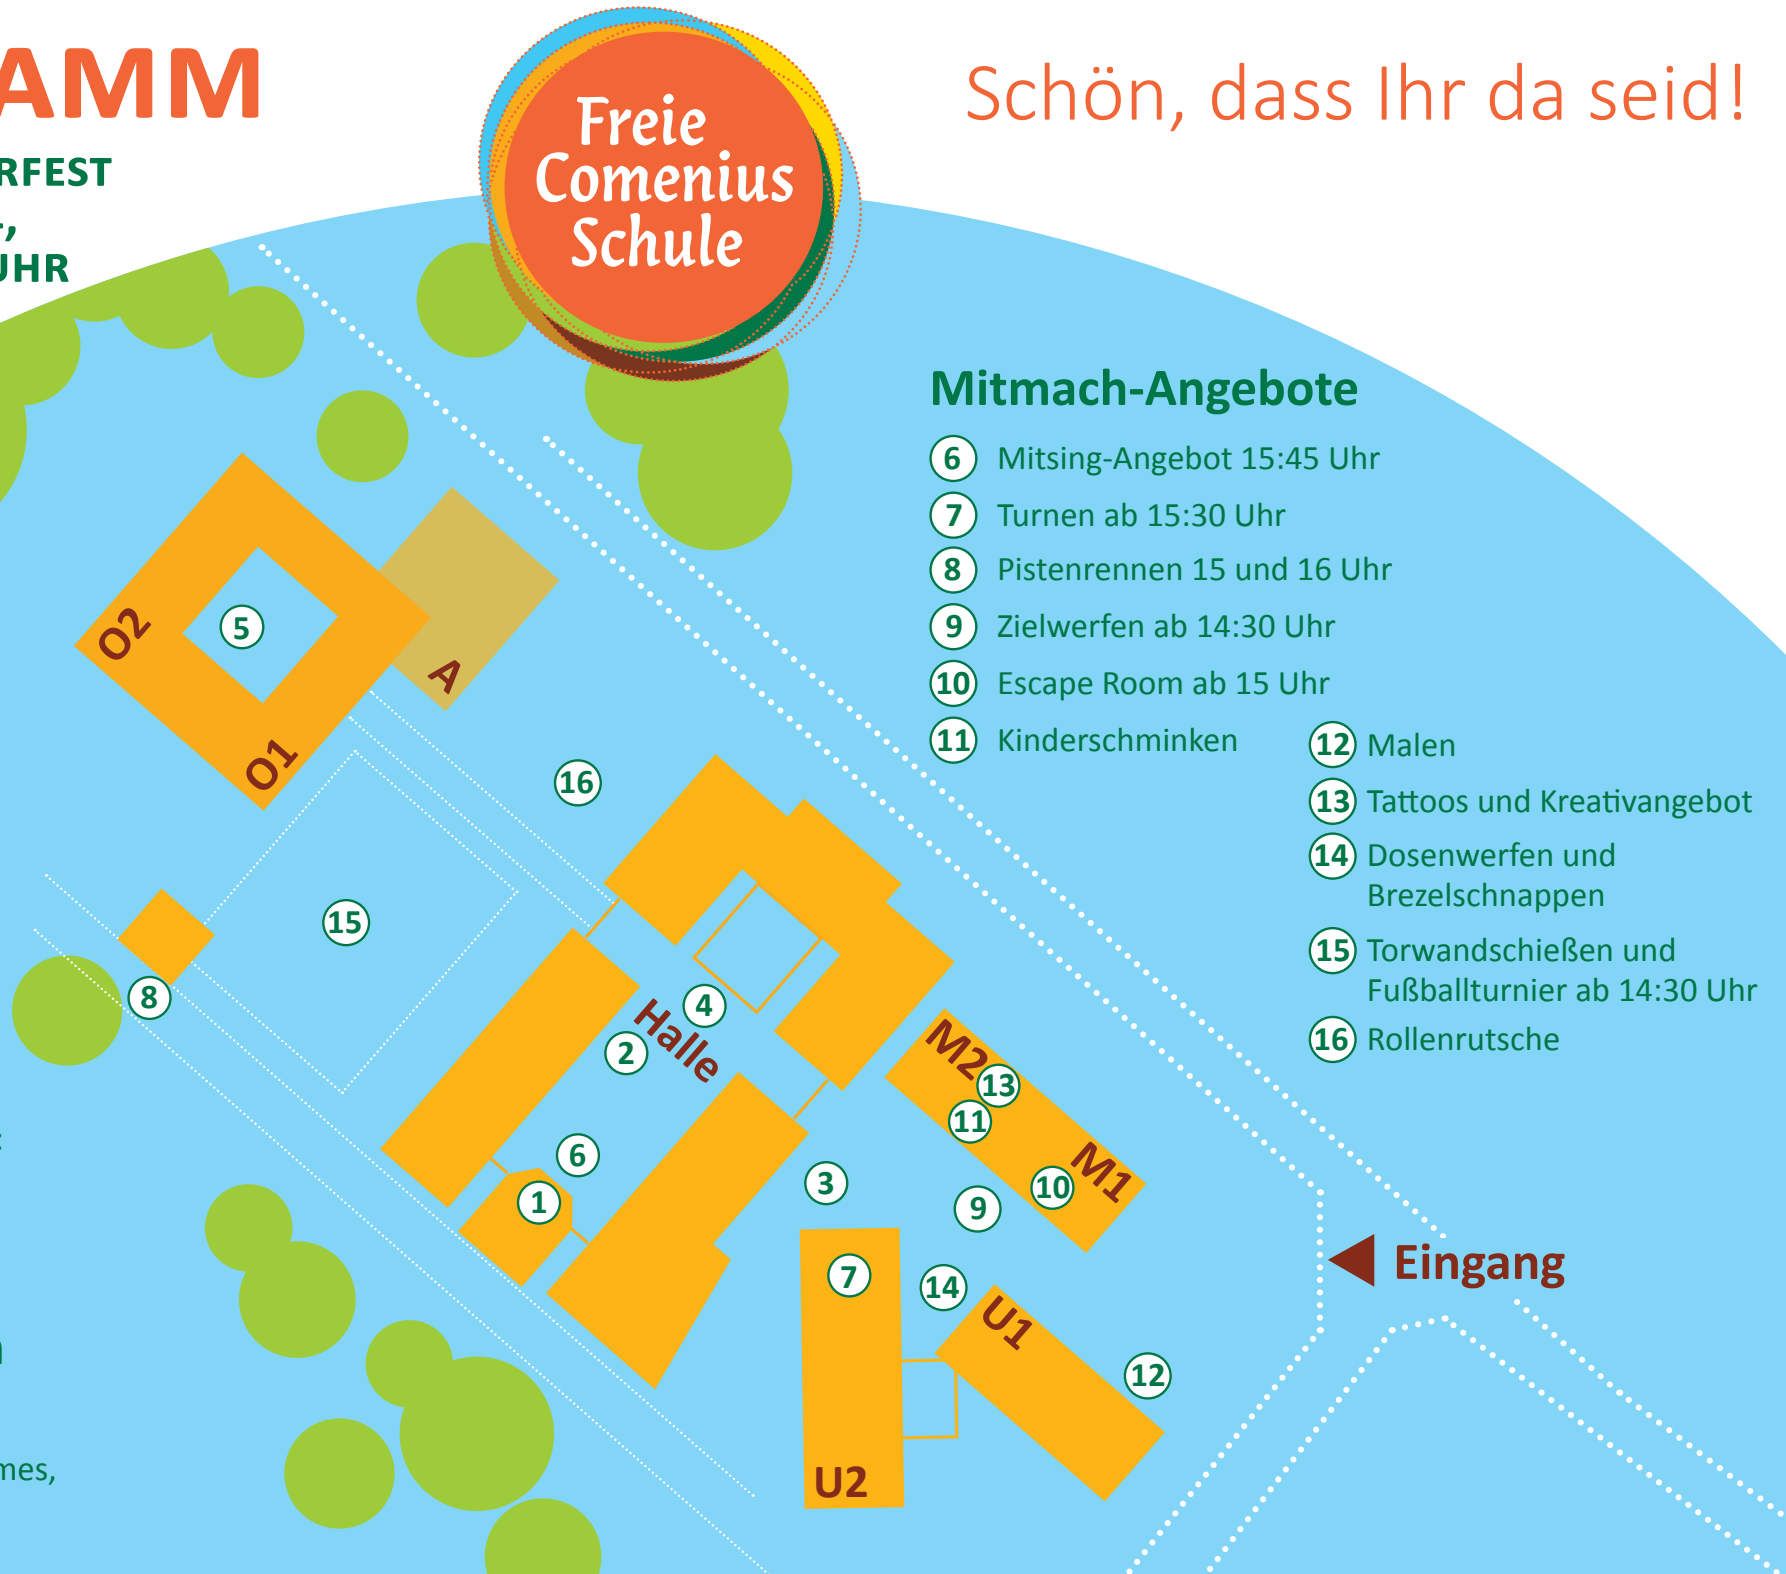 AMM
RFEST
UHR
Freie
Comenius
Schule
Schön, dass Ihr da seid!
Mitmach-Angebote
6 Mitsing-Angebot 15:45 Uhr
7 Turnen ab 15:30 Uhr
8 Pistenrennen 15 und 16 Uhr
9 Zielwerfen ab 14:30 Uhr
10 Escape Room ab 15 Uhr
11 Kinderschminken
12 Malen
13 Tattoos und Kreativangebot
14 Dosenwerfen und
Brezelschnappen
15 Torwandschießen und
Fußballturnier ab 14:30 Uhr
16 Rollenrutsche
O2
5
A
O1
16
15
8
4
Halle
2
M2
13
11
M1
10
6
1
3
9
7
14
U1
12
U2
Eingang
mes,